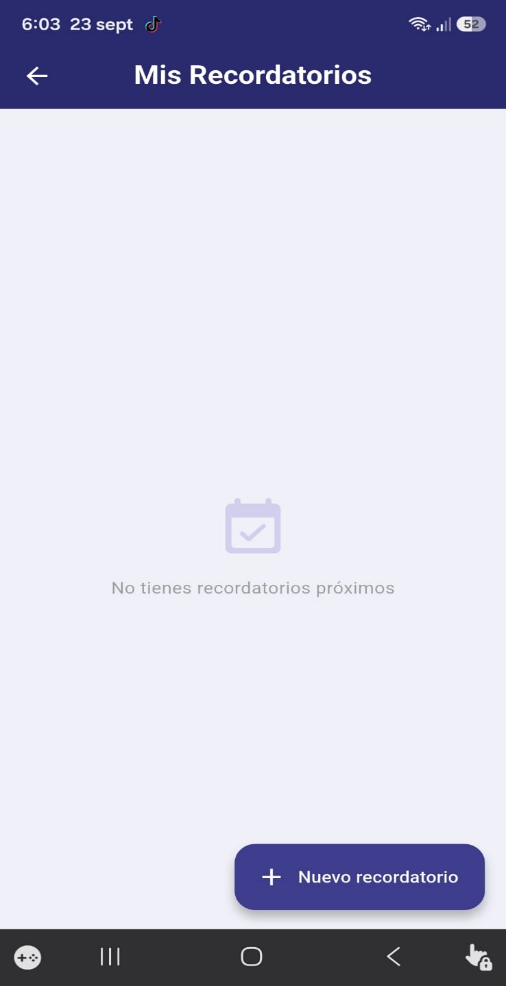 6:03 23 sept
52
Mis Recordatorios
No tienes recordatorios próximos
Nuevo recordatorio